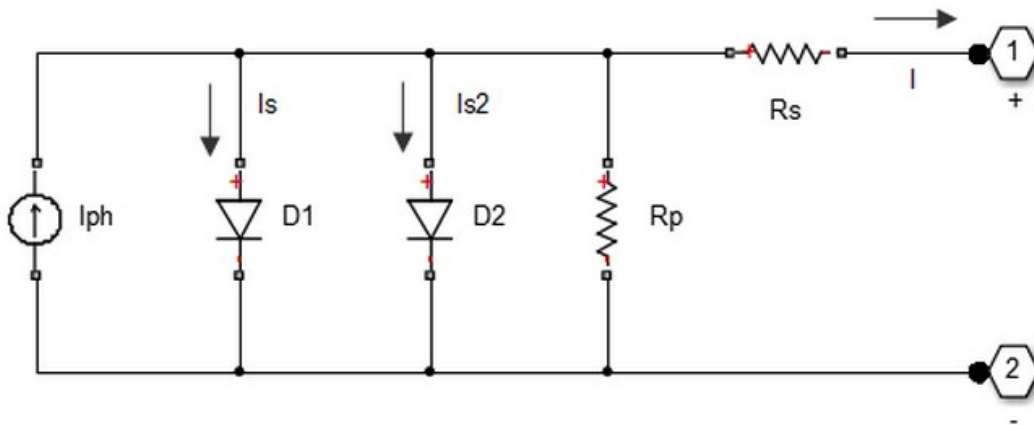 1
+
I
Rs
Is
Is2
Iph
D1
D2
Rp
2
-